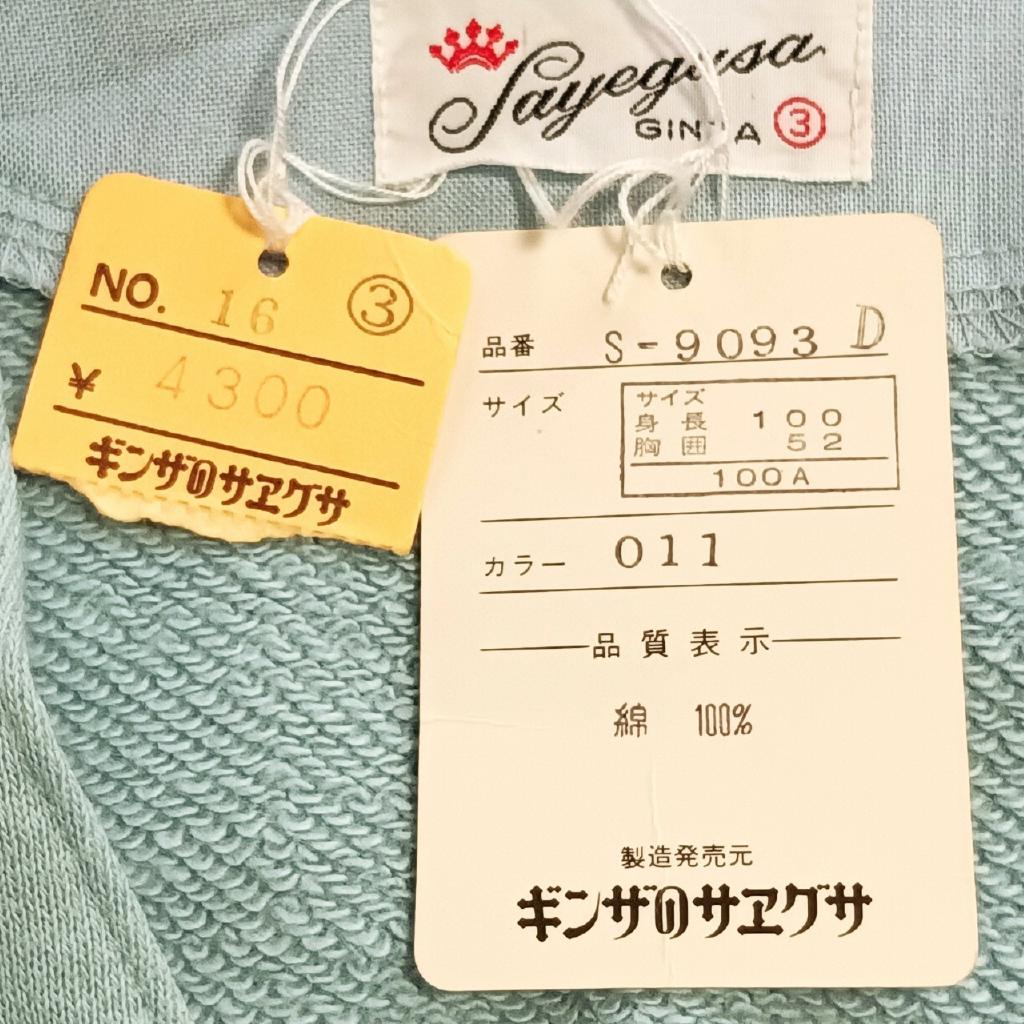 Sayegusa
GINZA ③
NO. 16 ③
¥ 4300
ギンザのサヱグサ
品番 S-9093 D
サイズ
サイズ
身長 100
胸囲 52
100A
カラー 011
品質表示
綿 100%
製造発売元
ギンザのサヱグサ